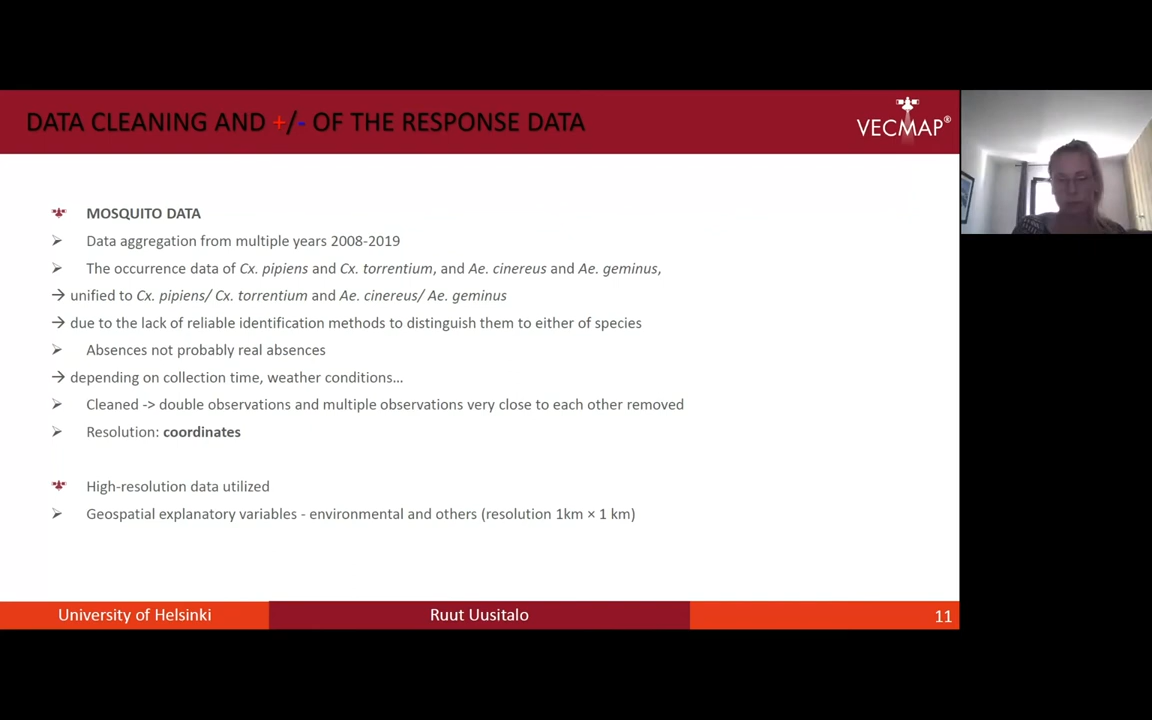 DATA CLEANING AND +/- OF THE RESPONSE DATA
VECMAP®
MOSQUITO DATA
Data aggregation from multiple years 2008-2019
The occurrence data of Cx. pipiens and Cx. torrentium, and Ae. cinereus and Ae. geminus,
→ unified to Cx. pipiens/ Cx. torrentium and Ae. cinereus/ Ae. geminus
→ due to the lack of reliable identification methods to distinguish them to either of species
Absences not probably real absences
→ depending on collection time, weather conditions...
Cleaned -> double observations and multiple observations very close to each other removed
Resolution: coordinates
High-resolution data utilized
Geospatial explanatory variables - environmental and others (resolution 1km × 1 km)
University of Helsinki
Ruut Uusitalo
11